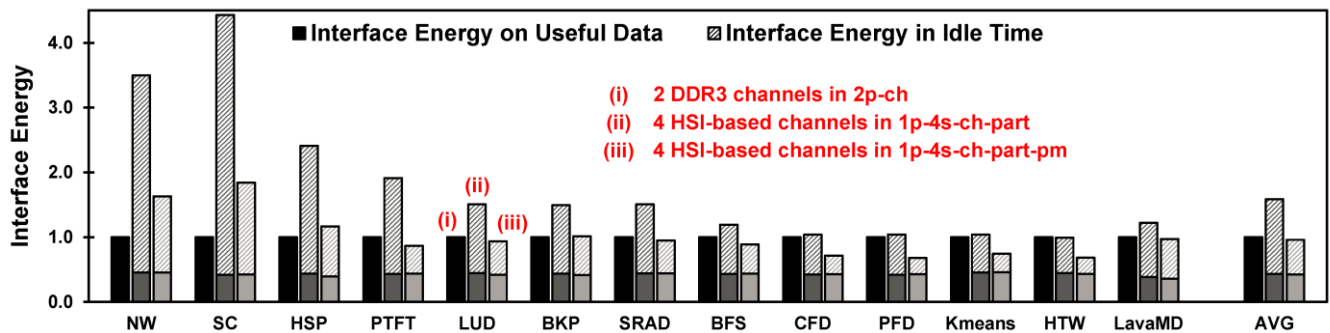 Interface Energy
4.0
3.0
2.0
1.0
0.0
Interface Energy on Useful Data Interface Energy in Idle Time
(i) 2 DDR3 channels in 2p-ch
(ii) 4 HSI-based channels in 1p-4s-ch-part
(iii) 4 HSI-based channels in 1p-4s-ch-part-pm
(ii)
(i) (iii)
NW SC HSP PTFT LUD BKP SRAD BFS CFD PFD Kmeans HTW LavaMD AVG